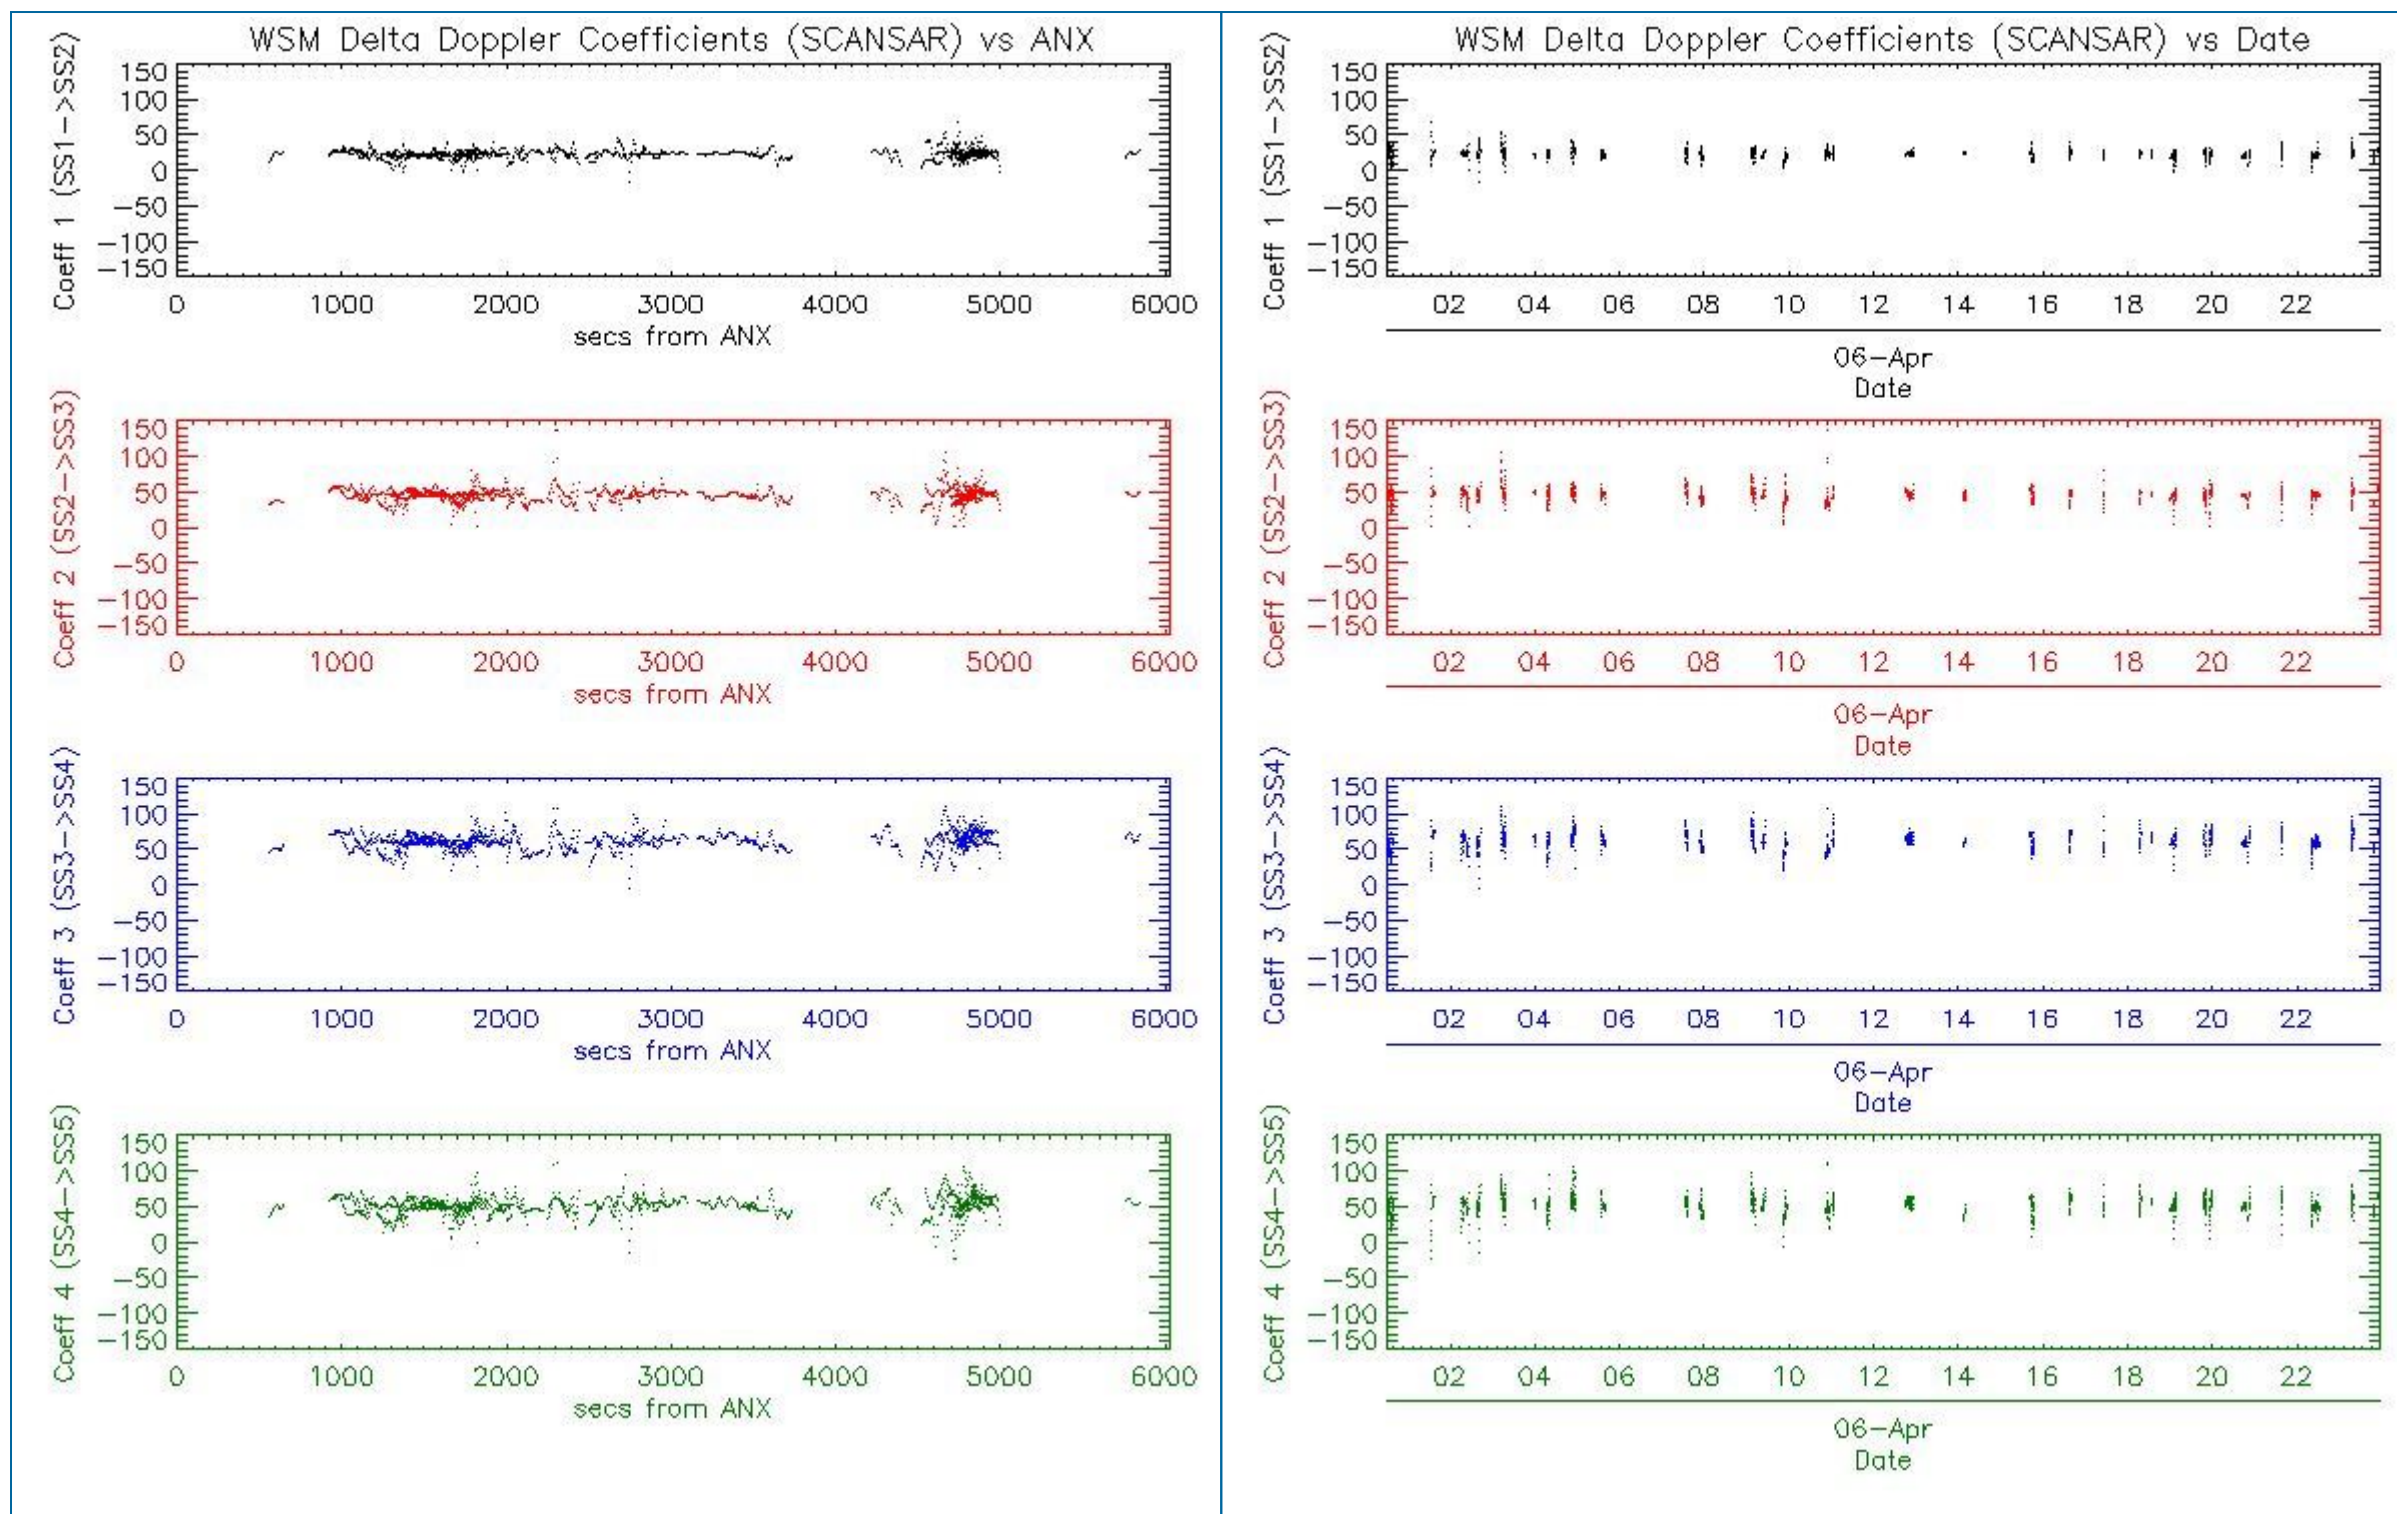 WSM Delta Doppler Coefficients (SCANSAR) vs ANX
Coeff 1 (SS1->SS2)
150
100
50
0
-50
-100
-150
0 1000 2000 3000 4000 5000 6000
secs from ANX
Coeff 2 (SS2->SS3)
150
100
50
0
-50
-100
-150
0 1000 2000 3000 4000 5000 6000
secs from ANX
Coeff 3 (SS3->SS4)
150
100
50
0
-50
-100
-150
0 1000 2000 3000 4000 5000 6000
secs from ANX
Coeff 4 (SS4->SS5)
150
100
50
0
-50
-100
-150
0 1000 2000 3000 4000 5000 6000
secs from ANX
WSM Delta Doppler Coefficients (SCANSAR) vs Date
Coeff 1 (SS1->SS2)
150
100
50
0
-50
-100
-150
02 04 06 08 10 12 14 16 18 20 22
06-Apr
Date
Coeff 2 (SS2->SS3)
150
100
50
0
-50
-100
-150
02 04 06 08 10 12 14 16 18 20 22
06-Apr
Date
Coeff 3 (SS3->SS4)
150
100
50
0
-50
-100
-150
02 04 06 08 10 12 14 16 18 20 22
06-Apr
Date
Coeff 4 (SS4->SS5)
150
100
50
0
-50
-100
-150
02 04 06 08 10 12 14 16 18 20 22
06-Apr
Date